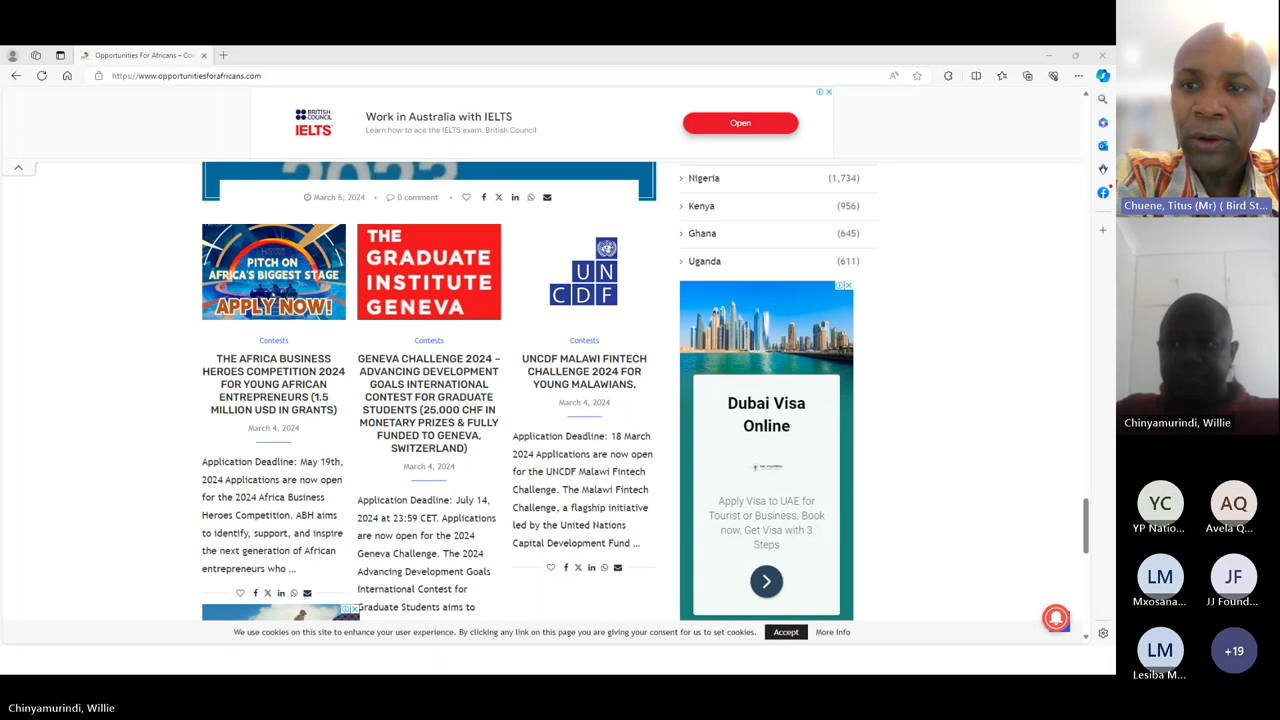 Opportunities For Africans – Con
https://www.opportunitiesforafricans.com
BRITISH
COUNCIL
IELTS
Work in Australia with IELTS
Learn how to ace the IELTS exam. British Council
Open
2023
March 6, 2024
0 comment
Nigeria (1,734)
Kenya (956)
Ghana (645)
Uganda (611)
PITCH ON
AFRICA'S BIGGEST STAGE
APPLY NOW!
Contests
THE AFRICA BUSINESS
HEROES COMPETITION 2024
FOR YOUNG AFRICAN
ENTREPRENEURS (1.5
MILLION USD IN GRANTS)
March 4, 2024
Application Deadline: May 19th,
2024 Applications are now open
for the 2024 Africa Business
Heroes Competition. ABH aims
to identify, support, and inspire
the next generation of African
entrepreneurs who ...
THE
GRADUATE
INSTITUTE
GENEVA
Contests
GENEVA CHALLENGE 2024 –
ADVANCING DEVELOPMENT
GOALS INTERNATIONAL
CONTEST FOR GRADUATE
STUDENTS (25,000 CHF IN
MONETARY PRIZES & FULLY
FUNDED TO GENEVA,
SWITZERLAND)
March 4, 2024
Application Deadline: July 14,
2024 at 23:59 CET. Applications
are now open for the 2024
Geneva Challenge. The 2024
Advancing Development Goals
International Contest for
Graduate Students aims to
UN
CDF
Contests
UNCDF MALAWI FINTECH
CHALLENGE 2024 FOR
YOUNG MALAWIANS.
March 4, 2024
Application Deadline: 18 March
2024 Applications are now open
for the UNCDF Malawi Fintech
Challenge. The Malawi Fintech
Challenge, a flagship initiative
led by the United Nations
Capital Development Fund ...
Dubai Visa
Online
Apply Visa to UAE for
Tourist or Business. Book
now, Get Visa with 3
Steps
We use cookies on this site to enhance your user experience. By clicking any link on this page you are giving your consent for us to set cookies.
Accept
More Info
Chuene, Titus (Mr) ( Bird St...
Chinyamurindi, Willie
YC
YP Natio...
AQ
Avela Q...
LM
Mxosana...
JF
JJ Found...
LM
Lesiba M...
+19
Chinyamurindi, Willie